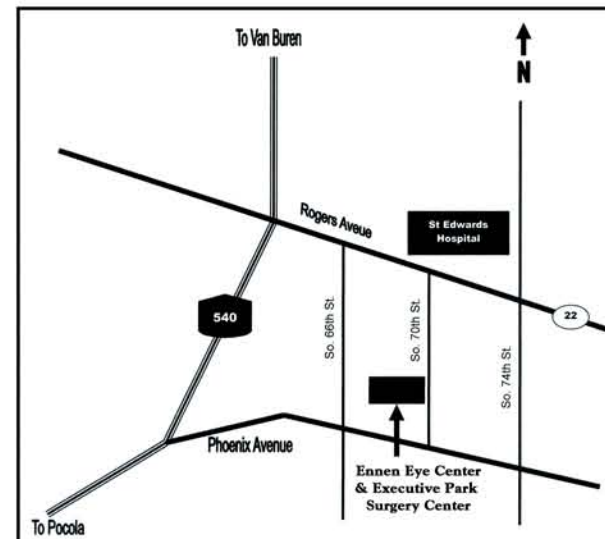 To Van Buren
N
Rogers Aveue
St Edwards
Hospital
540
So. 66th St.
So. 70th St.
So. 74th St.
22
Phoenix Avenue
Ennen Eye Center
& Executive Park
Surgery Center
To Pocola